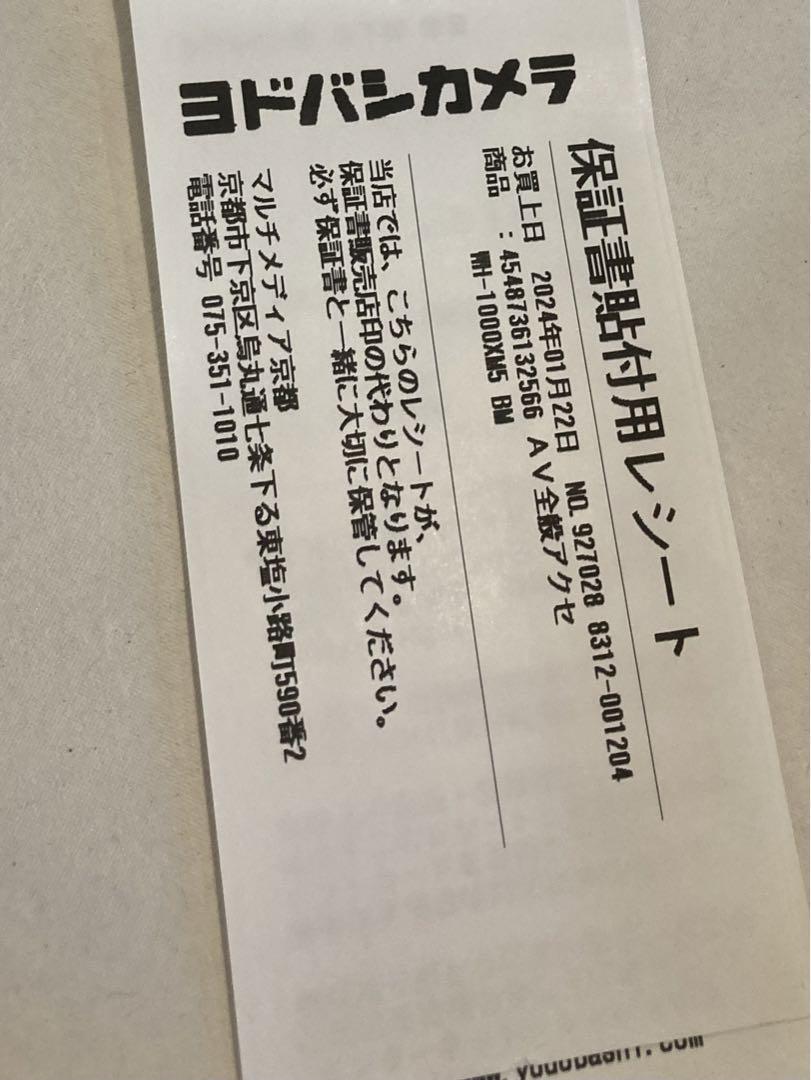 ヨドバシカメラ
保証書貼付用レシート
お買上日 2024年01月22日 NO. 927028 8312-001204
商品 : 4548736132566 AV全般アクセ
WH-1000XM5 BM
当店では、こちらのレシートが、
保証書販売店印の代わりとなります。
必ず保証書と一緒に大切に保管してください。
マルチメディア京都
京都市下京区烏丸通七条下る東塩小路町590番2
電話番号 075-351-1010